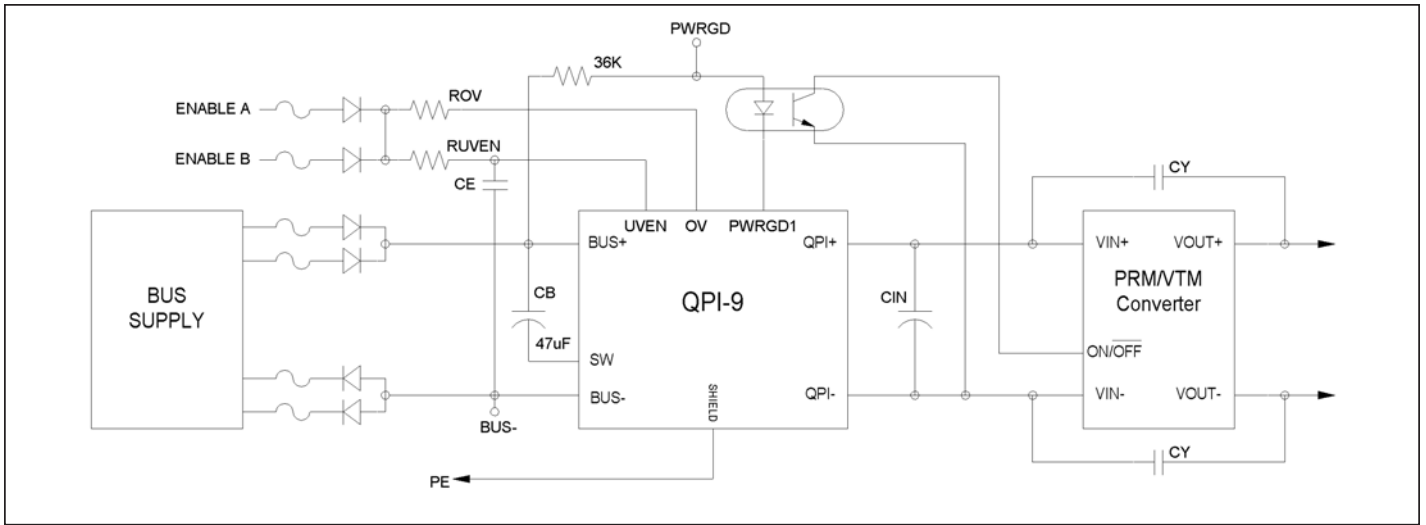 PWRGD
36K
ENABLE A
ROV
ENABLE B
RUVEN
CE
CY
BUS
SUPPLY
BUS+
UVEN
OV
PWRGD1
QPI+
VIN+
VOUT+
CB
47uF
QPI-9
CIN
PRM/VTM
Converter
SW
ON/OFF
BUS-
SHIELD
QPI-
VIN-
VOUT-
BUS-
CY
PE